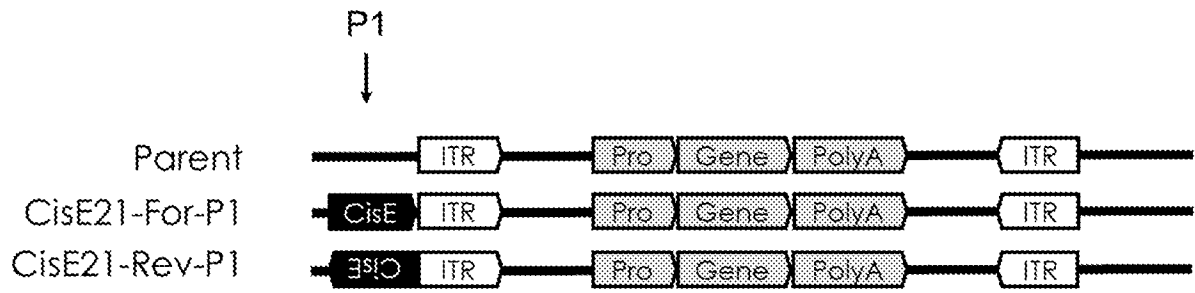 P1
Parent ITR Pro Gene PolyA ITR
CisE21-For-P1 CisE ITR Pro Gene PolyA ITR
CisE21-Rev-P1 CisE ITR Pro Gene PolyA ITR